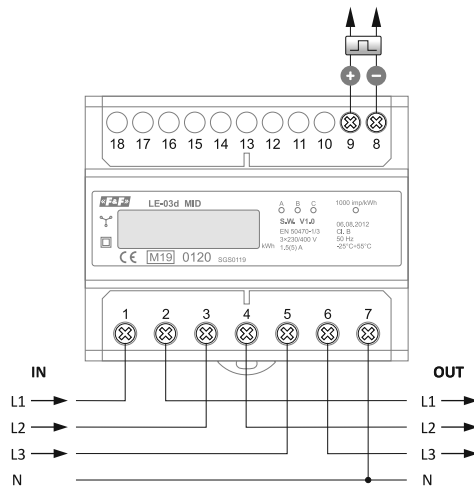 + −
18 17 16 15 14 13 12 11 10 9 8
F&F LE-03d MID
A B C
1000 imp/kWh
S.W. V1.0
EN 50470-1/3
3×230/400 V
1,5(5) A
06.08.2012
Cl. B
50 Hz
-25°C~55°C
kWh
CE M19 0120 SGS0119
1 2 3 4 5 6 7
IN OUT
L1 L1
L2 L2
L3 L3
N N